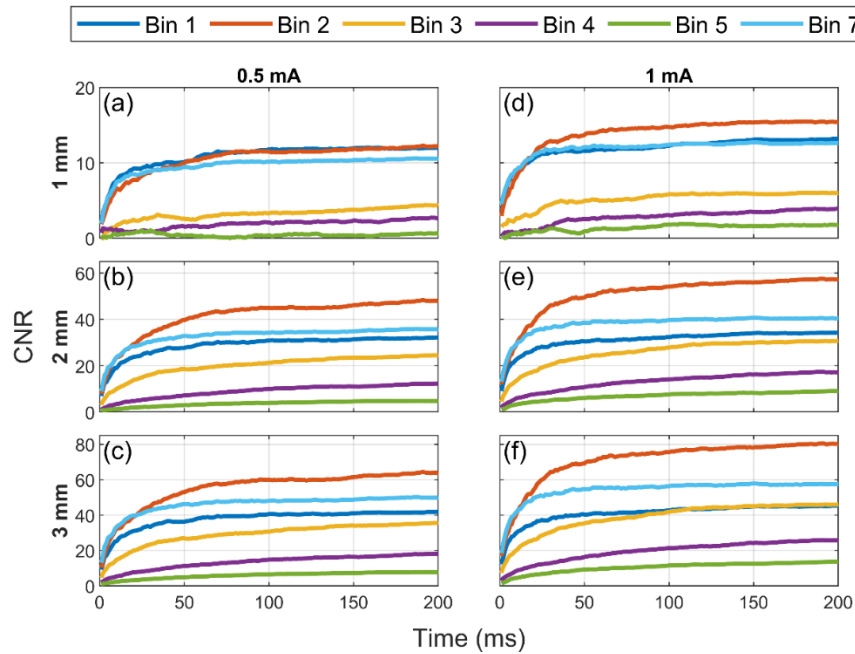 Bin 1 Bin 2 Bin 3 Bin 4 Bin 5 Bin 7
0.5 mA 1 mA
(a) (d)
20
10
0
1 mm
(b) (e)
60
40
20
0
2 mm
CNR
(c) (f)
80
60
40
20
0
3 mm
0 50 100 150 200 0 50 100 150 200
Time (ms)